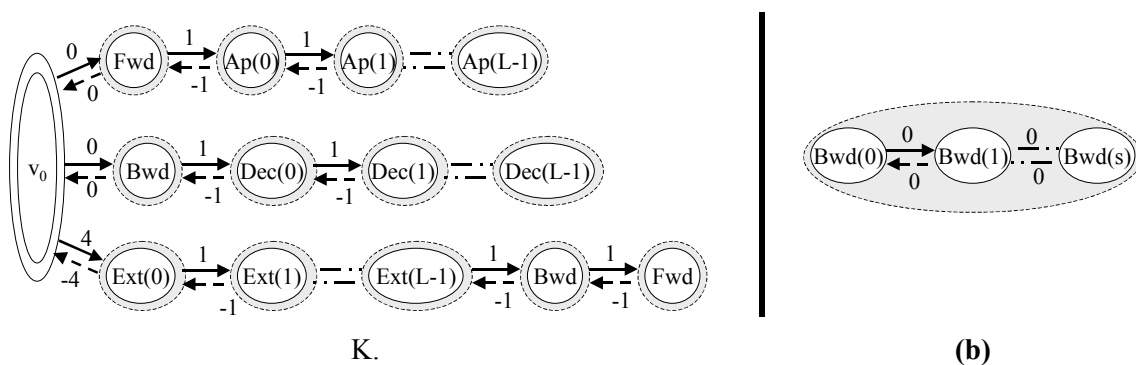 0 1 1
Fwd Ap(0) Ap(1) Ap(L-1)
0 -1 -1
v0
0 1 1
Bwd Dec(0) Dec(1) Dec(L-1)
0 -1 -1
4 1 1 1
Ext(0) Ext(1) Ext(L-1) Bwd Fwd
-4 -1 -1 -1
K.
0 0
Bwd(0) Bwd(1) Bwd(s)
0 0
(b)